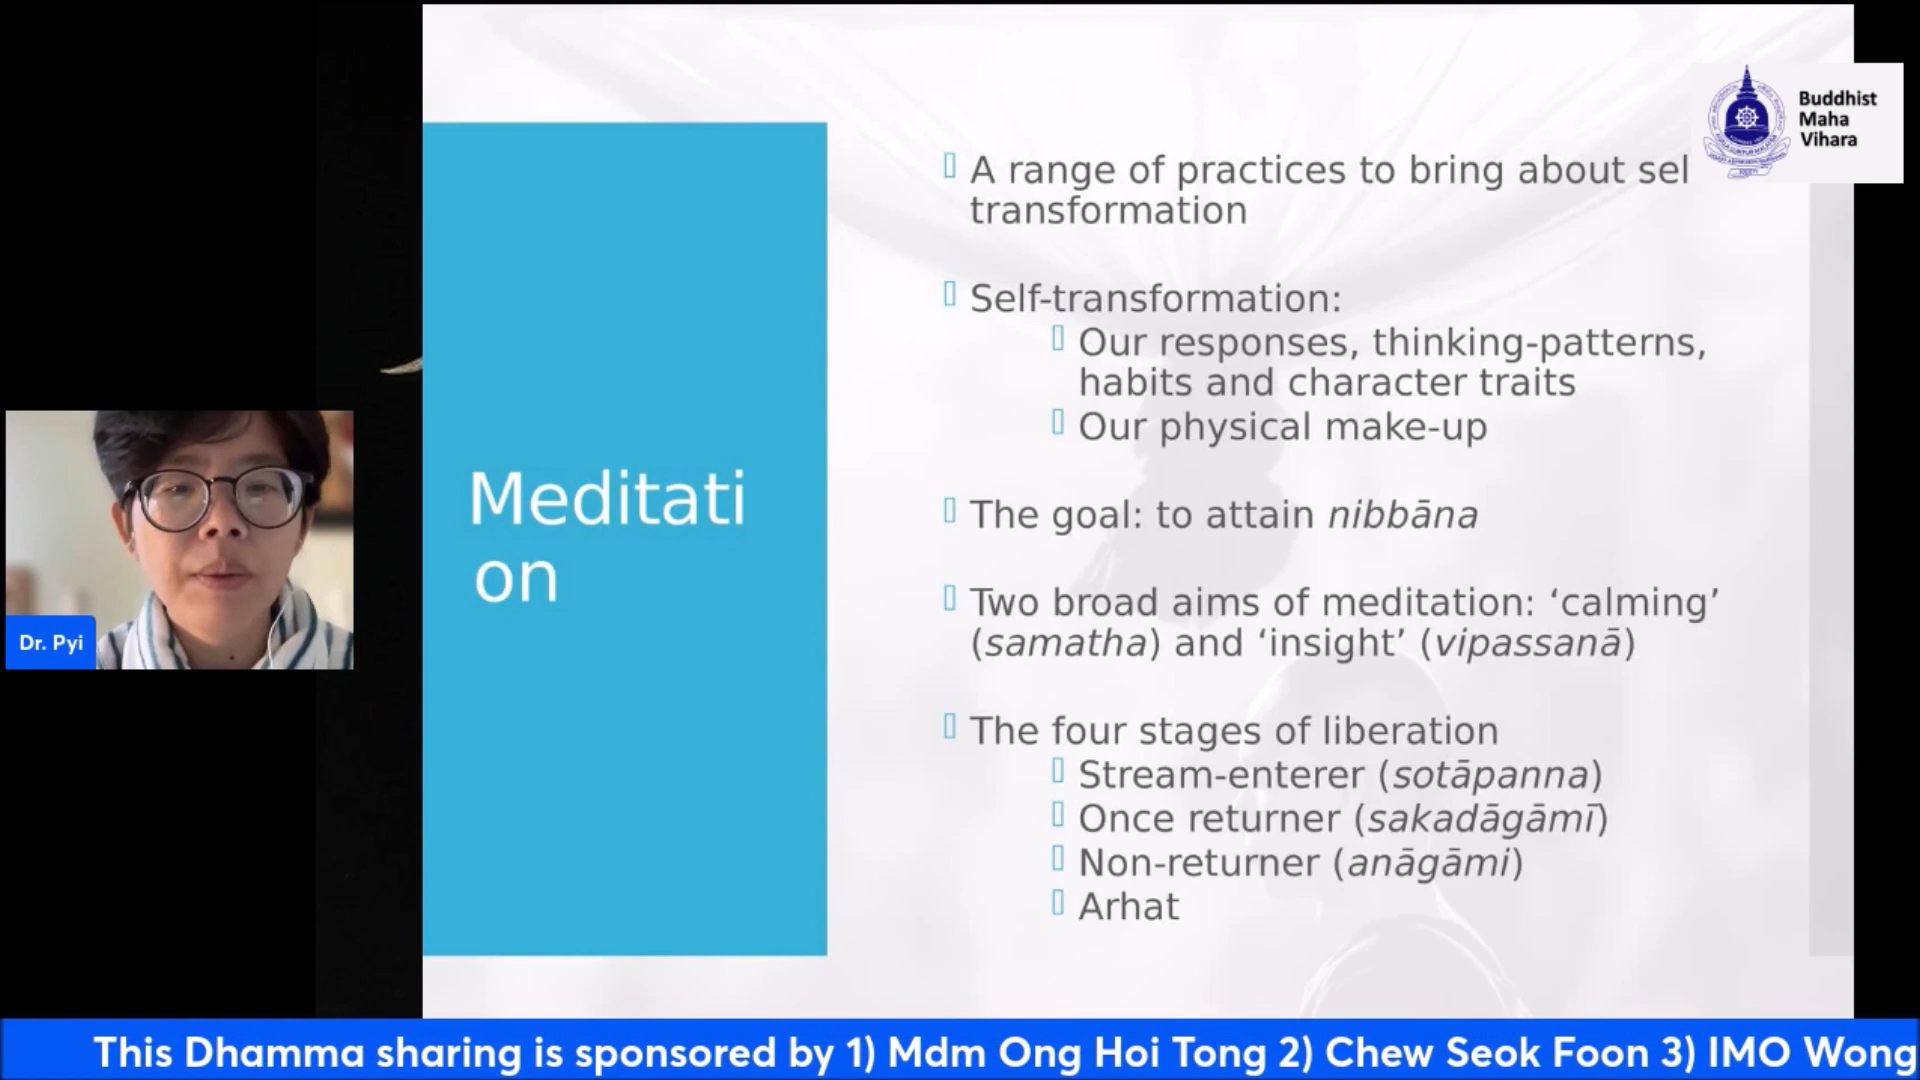 Buddhist
Maha
Vihara
Meditati
on
A range of practices to bring about sel
transformation
Self-transformation:
Our responses, thinking-patterns,
habits and character traits
Our physical make-up
The goal: to attain nibbāna
Two broad aims of meditation: ‘calming’
(samatha) and ‘insight’ (vipassanā)
The four stages of liberation
Stream-enterer (sotāpanna)
Once returner (sakadāgāmī)
Non-returner (anāgāmi)
Arhat
Dr. Pyi
This Dhamma sharing is sponsored by 1) Mdm Ong Hoi Tong 2) Chew Seok Foon 3) IMO Wong